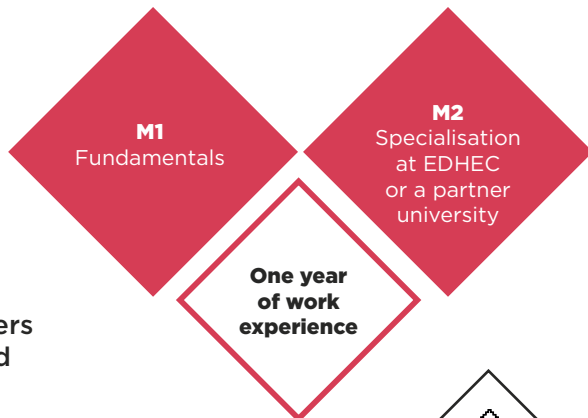 M1
Fundamentals
M2
Specialisation
at EDHEC
or a partner
university
One year
of work
experience